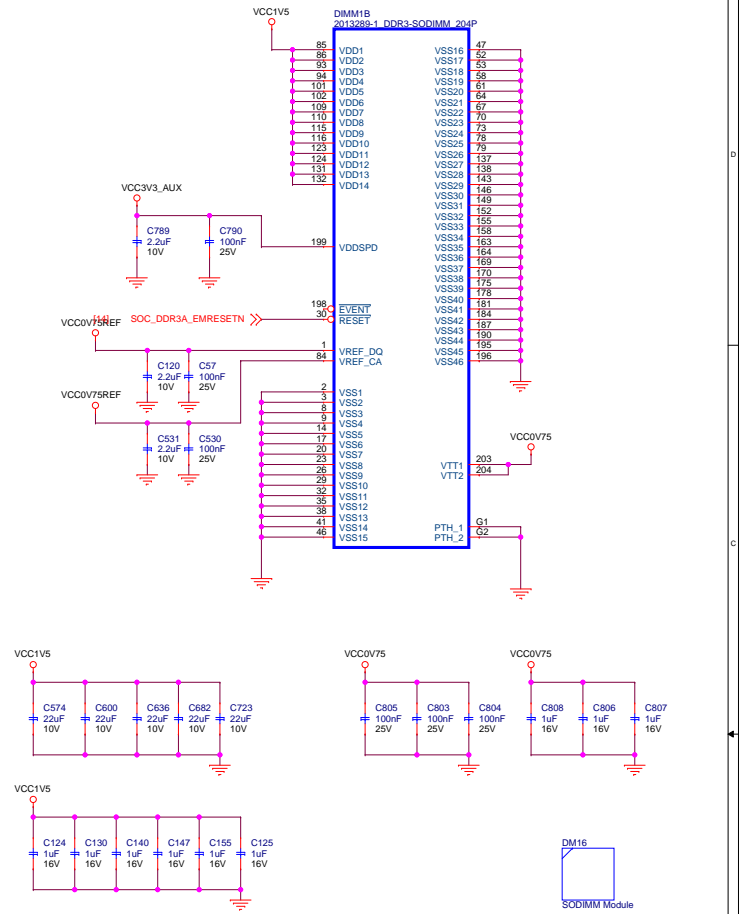 VCC1V5
DIMM1B
2013289-1_DDR3-SODIMM_204P
85 VDD1 VSS16 47
86 VDD2 VSS17 52
93 VDD3 VSS18 53
94 VDD4 VSS19 58
101 VDD5 VSS20 61
102 VDD6 VSS21 64
109 VDD7 VSS22 67
110 VDD8 VSS23 70
115 VDD9 VSS24 73
116 VDD10 VSS25 78
123 VDD11 VSS26 79
124 VDD12 VSS27 137
131 VDD13 VSS28 138
132 VDD14 VSS29 143
VSS30 146
VSS31 149
VSS32 152
VSS33 155
VSS34 158
VSS35 163
VSS36 164
VSS37 169
VSS38 170
VSS39 175
VSS40 178
VSS41 181
VSS42 184
VSS43 187
VSS44 190
VSS45 195
VSS46 196
D
VCC3V3_AUX
C789 C790
2.2uF 100nF
10V 25V
199 VDDSPD
198 EVENT
30 RESET
SOC_DDR3A_EMRESETN
VCC0V75REF
1 VREF_DQ
84 VREF_CA
C120 C57
2.2uF 100nF
10V 25V
VCC0V75REF
C531 C530
2.2uF 100nF
10V 25V
2 VSS1
3 VSS2
8 VSS3
9 VSS4
14 VSS5
17 VSS6
20 VSS7
23 VSS8
26 VSS9
29 VSS10
32 VSS11
35 VSS12
38 VSS13
41 VSS14
46 VSS15
VCC0V75
VTT1 203
VTT2 204
PTH_1 G1
PTH_2 G2
C
VCC1V5
C574 C600 C636 C682 C723
22uF 22uF 22uF 22uF 22uF
10V 10V 10V 10V 10V
VCC0V75
C805 C803 C804
100nF 100nF 100nF
25V 25V 25V
VCC0V75
C808 C806 C807
1uF 1uF 1uF
16V 16V 16V
VCC1V5
C124 C130 C140 C147 C155 C125
1uF 1uF 1uF 1uF 1uF 1uF
16V 16V 16V 16V 16V 16V
DM16
SODIMM Module